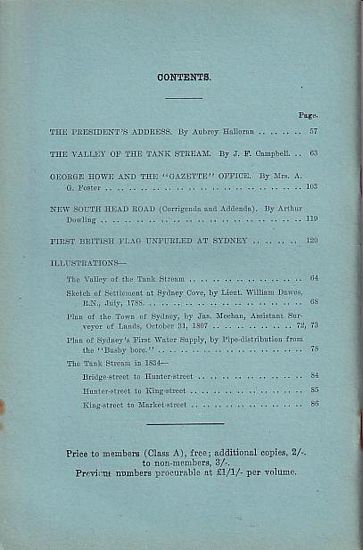 CONTENTS.
Page.
THE PRESIDENT'S ADDRESS. By Aubrey Halloran .. .. .. 57
THE VALLEY OF THE TANK STREAM. By J. F. Campbell. .. 63
GEORGE HOWE AND THE "GAZETTE" OFFICE. By Mrs. A.
G. Foster .. .. .. .. .. .. .. .. .. .. .. .. .. .. 103
NEW SOUTH HEAD ROAD (Corrigenda and Addenda). By Arthur
Dowling .. .. .. .. .. .. .. .. .. .. .. .. .. .. 119
FIRST BRITISH FLAG UNFURLED AT SYDNEY .. .. .. 120
ILLUSTRATIONS—
The Valley of the Tank Stream .. .. .. .. .. .. .. 64
Sketch of Settlement at Sydney Cove, by Lieut. William Dawes,
R.N., July, 1788. .. .. .. .. .. .. .. .. .. .. 68
Plan of the Town of Sydney, by Jas. Meehan, Assistant Sur-
veyor of Lands, October 31, 1807 .. .. .. .. .. .. 72, 73
Plan of Sydney's First Water Supply, by Pipe-distribution from
the "Busby bore." .. .. .. .. .. .. .. .. .. .. 78
The Tank Stream in 1834—
Bridge-street to Hunter-street .. .. .. .. .. .. 84
Hunter-street to King-street .. .. .. .. .. .. .. 85
King-street to Market-street .. .. .. .. .. .. .. 86
Price to members (Class A), free; additional copies, 2/-.
to non-members, 3/-.
Previous numbers procurable at £1/1/- per volume.